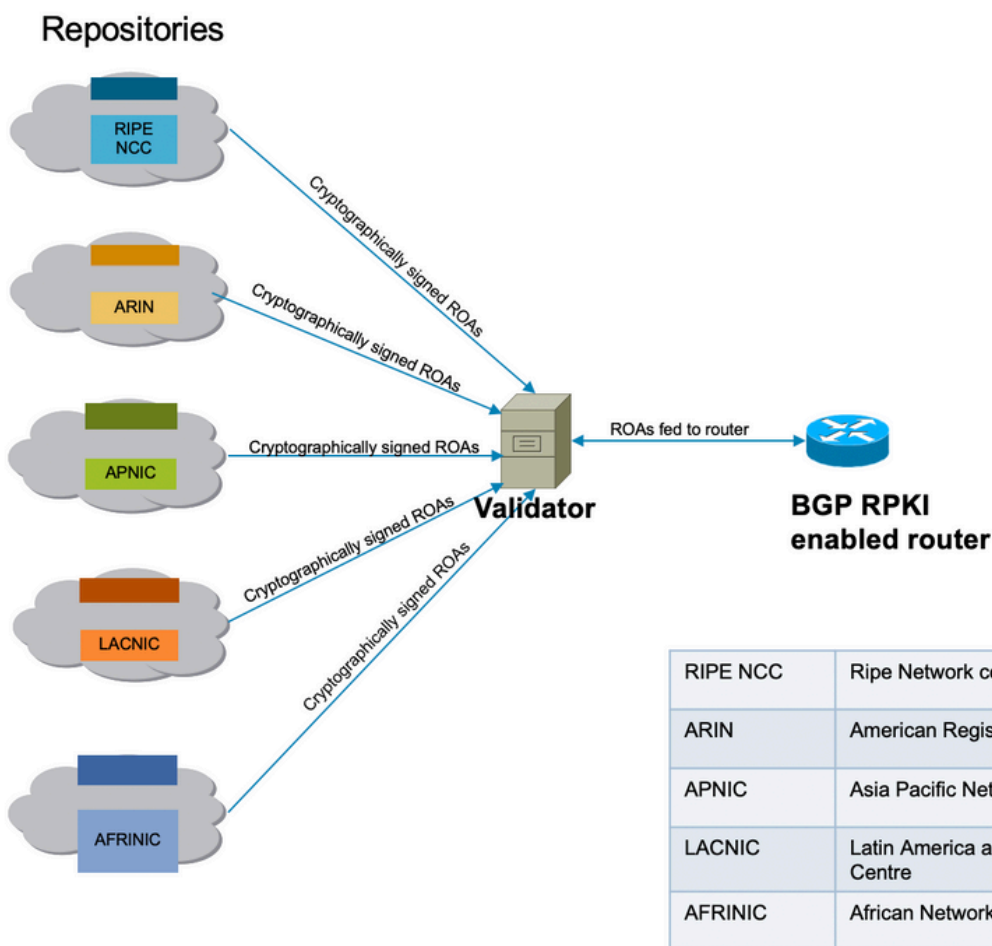 Repositories
RIPE
NCC
Cryptographically signed ROAs
ARIN
Cryptographically signed ROAs
APNIC
Cryptographically signed ROAs
LACNIC
Cryptographically signed ROAs
AFRINIC
Cryptographically signed ROAs
Validator
ROAs fed to router
BGP RPKI
enabled router
RIPE NCC Ripe Network
ARIN American
APNIC Asia Pacific
LACNIC Latin America
Centre
AFRINIC African Network